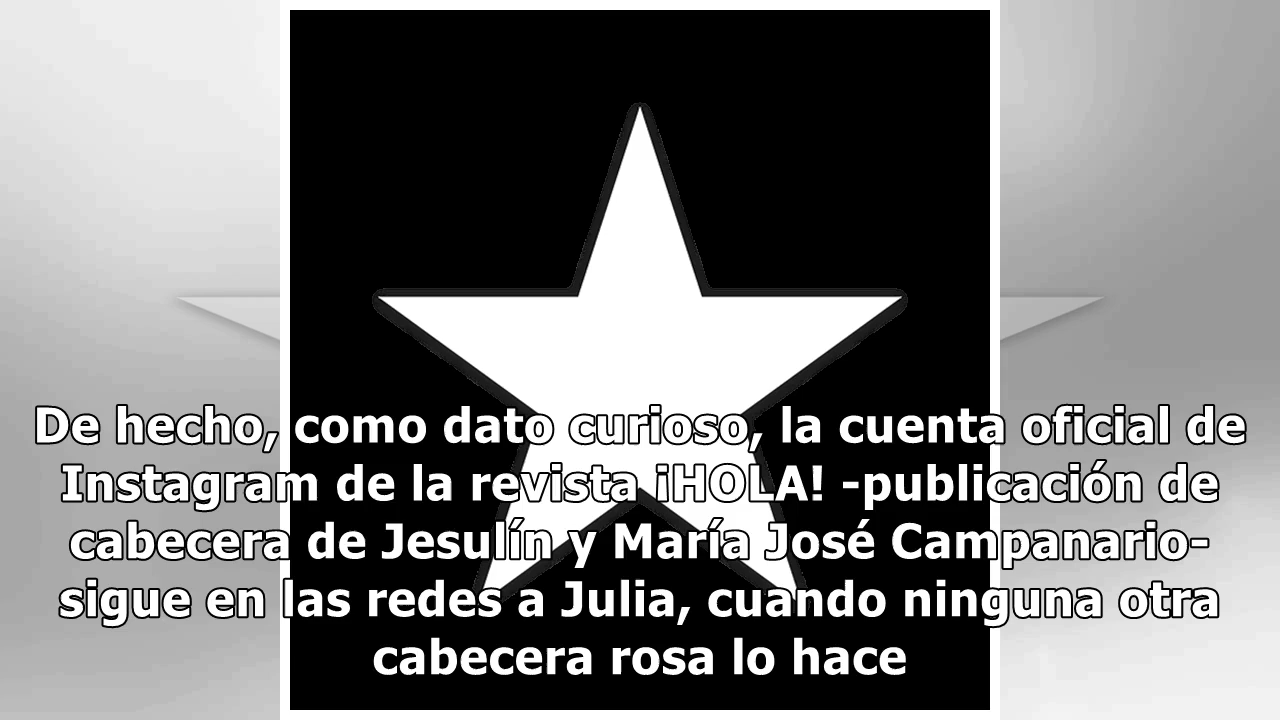 De hecho, como dato curioso, la cuenta oficial de
Instagram de la revista ¡HOLA! -publicación de
cabecera de Jesulín y María José Campanario-
sigue en las redes a Julia, cuando ninguna otra
cabecera rosa lo hace